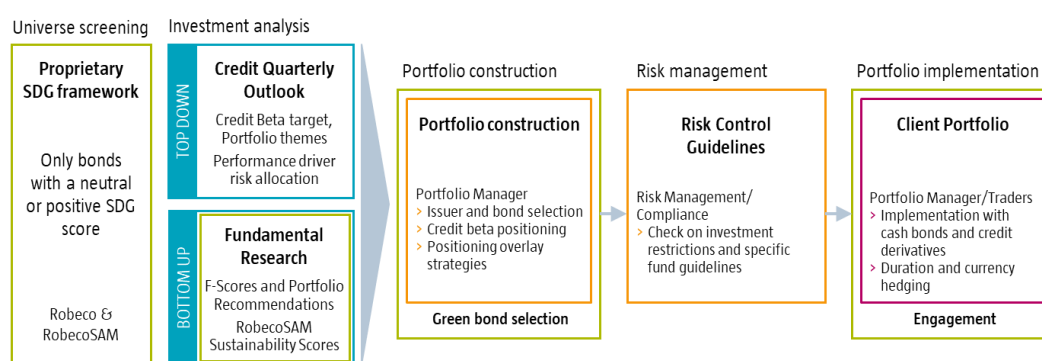 Universe screening
Proprietary
SDG framework
Only bonds
with a neutral
or positive SDG
score
Robeco &
RobecoSAM
Investment analysis
TOP DOWN
Credit Quarterly
Outlook
Credit Beta target,
Portfolio themes
Performance driver
risk allocation
BOTTOM UP
Fundamental
Research
F-Scores and Portfolio
Recommendations
RobecoSAM
Sustainability Scores
Portfolio construction
Portfolio construction
Portfolio Manager
> Issuer and bond selection
> Credit beta positioning
> Positioning overlay
strategies
Green bond selection
Risk management
Risk Control
Guidelines
Risk Management/
Compliance
> Check on investment
restrictions and specific
fund guidelines
Portfolio implementation
Client Portfolio
Portfolio Manager/Traders
> Implementation with
cash bonds and credit
derivatives
> Duration and currency
hedging
Engagement